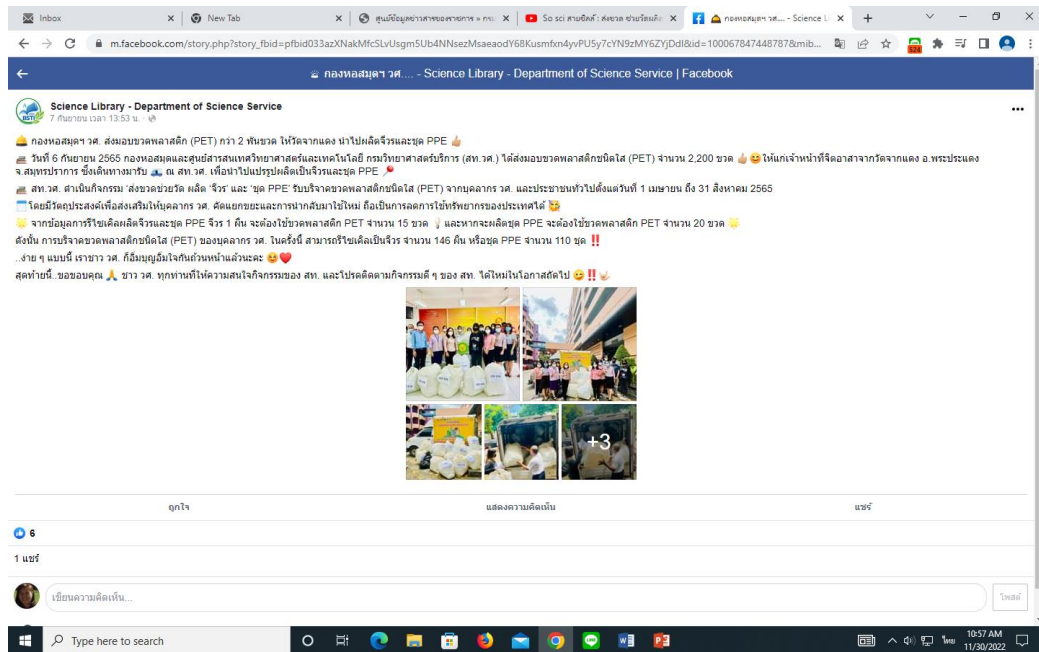 Inbox
New Tab
ศูนย์ข้อมูลข่าวสารของราชการ » กรม
So sci สายซีลค์ : ส่งขวด ช่วยวัดผลิต
กองหอสมุดฯ วศ.... - Science L
m.facebook.com/story.php?story_fbid=pfbid033azXNakMfcSLvUsgm5Ub4NNsezMsaeaodY68Kusmfxn4yvPU5y7cYN9zMY6ZYjDdl&id=100067847448787&mib...
กองหอสมุดฯ วศ.... - Science Library - Department of Science Service | Facebook
Science Library - Department of Science Service
7 กันยายน เวลา 13:53 น.
กองหอสมุดฯ วศ. ส่งมอบขวดพลาสติก (PET) กว่า 2 พันขวด ให้วัดจากแดง นำไปผลิตจีวรและชุด PPE
วันที่ 6 กันยายน 2565 กองหอสมุดและศูนย์สารสนเทศวิทยาศาสตร์และเทคโนโลยี กรมวิทยาศาสตร์บริการ (สท.วศ.) ได้ส่งมอบขวดพลาสติกชนิดใส (PET) จำนวน 2,200 ขวด ให้แก่เจ้าหน้าที่จิตอาสาจากวัดจากแดง อ.พระประแดง
จ.สมุทรปราการ ซึ่งเดินทางมารับ ณ สท.วศ. เพื่อนำไปแปรรูปผลิตเป็นจีวรและชุด PPE
สท.วศ. ดำเนินกิจกรรม 'ส่งขวดช่วยวัด ผลิต 'จีวร' และ 'ชุด PPE' รับบริจาคขวดพลาสติกชนิดใส (PET) จากบุคลากร วศ. และประชาชนทั่วไปตั้งแต่วันที่ 1 เมษายน ถึง 31 สิงหาคม 2565
โดยมีวัตถุประสงค์เพื่อส่งเสริมให้บุคลากร วศ. คัดแยกขยะและการนำกลับมาใช้ใหม่ ถือเป็นการลดการใช้ทรัพยากรของประเทศได้
จากข้อมูลการรีไซเคิลผลิตจีวรและชุด PPE จีวร 1 ผืน จะต้องใช้ขวดพลาสติก PET จำนวน 15 ขวด และหากจะผลิตชุด PPE จะต้องใช้ขวดพลาสติก PET จำนวน 20 ขวด
ดังนั้น การบริจาคขวดพลาสติกชนิดใส (PET) ของบุคลากร วศ. ในครั้งนี้ สามารถรีไซเคิลเป็นจีวร จำนวน 146 ผืน หรือชุด PPE จำนวน 110 ชุด ‼️
..ง่าย ๆ แบบนี้ เราชาว วศ. ก็อิ่มบุญอิ่มใจกันถ้วนหน้าแล้วนะคะ
สุดท้ายนี้..ขอขอบคุณ ชาว วศ. ทุกท่านที่ให้ความสนใจกิจกรรมของ สท. และโปรดติดตามกิจกรรมดี ๆ ของ สท. ได้ใหม่ในโอกาสถัดไป ‼️
+3
ถูกใจ
แสดงความคิดเห็น
แชร์
6
1 แชร์
เขียนความคิดเห็น...
โพสต์
Type here to search
ไทย
10:57 AM
11/30/2022